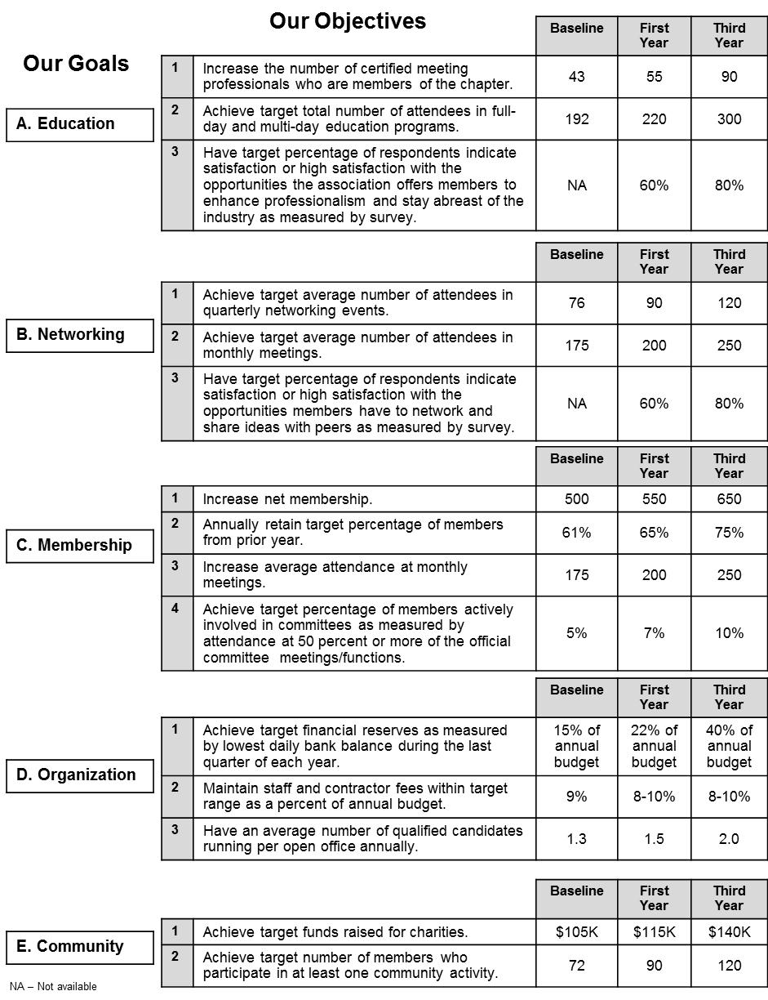 Our Objectives
Our Goals
Baseline
First
Year
Third
Year
A. Education
1
Increase the number of certified meeting
professionals who are members of the chapter.
43
55
90
2
Achieve target total number of attendees in full-
day and multi-day education programs.
192
220
300
3
Have target percentage of respondents indicate
satisfaction or high satisfaction with the
opportunities the association offers members to
enhance professionalism and stay abreast of the
industry as measured by survey.
NA
60%
80%
Baseline
First
Year
Third
Year
B. Networking
1
Achieve target average number of attendees in
quarterly networking events.
76
90
120
2
Achieve target average number of attendees in
monthly meetings.
175
200
250
3
Have target percentage of respondents indicate
satisfaction or high satisfaction with the
opportunities members have to network and
share ideas with peers as measured by survey.
NA
60%
80%
Baseline
First
Year
Third
Year
C. Membership
1
Increase net membership.
500
550
650
2
Annually retain target percentage of members
from prior year.
61%
65%
75%
3
Increase average attendance at monthly
meetings.
175
200
250
4
Achieve target percentage of members actively
involved in committees as measured by
attendance at 50 percent or more of the official
committee meetings/functions.
5%
7%
10%
Baseline
First
Year
Third
Year
D. Organization
1
Achieve target financial reserves as measured
by lowest daily bank balance during the last
quarter of each year.
15% of
annual
budget
22% of
annual
budget
40% of
annual
budget
2
Maintain staff and contractor fees within target
range as a percent of annual budget.
9%
8-10%
8-10%
3
Have an average number of qualified candidates
running per open office annually.
1.3
1.5
2.0
Baseline
First
Year
Third
Year
E. Community
1
Achieve target funds raised for charities.
$105K
$115K
$140K
2
Achieve target number of members who
participate in at least one community activity.
72
90
120
NA – Not available